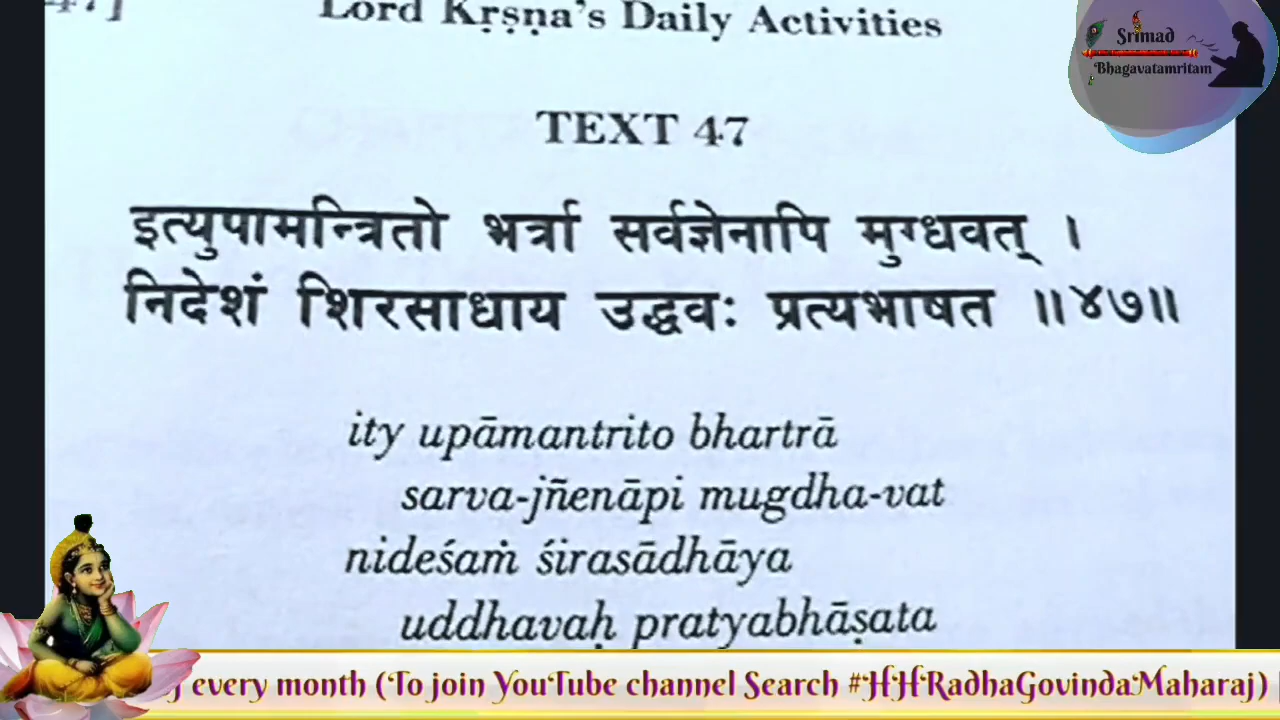 47]
Lord Kṛṣṇa's Daily Activities
Srimad
Bhagavatamritam
TEXT 47
इत्युपामन्त्रितो भर्त्रा सर्वज्ञेनापि मुग्धवत् ।
निदेशं शिरसाधाय उद्धवः प्रत्यभाषत ॥४७॥
ity upāmantrito bhartrā
sarva-jñenāpi mugdha-vat
nideśaṁ śirasādhāya
uddhavaḥ pratyabhāṣata
every month (To join YouTube channel Search #HHRadhaGovindaMaharaj)